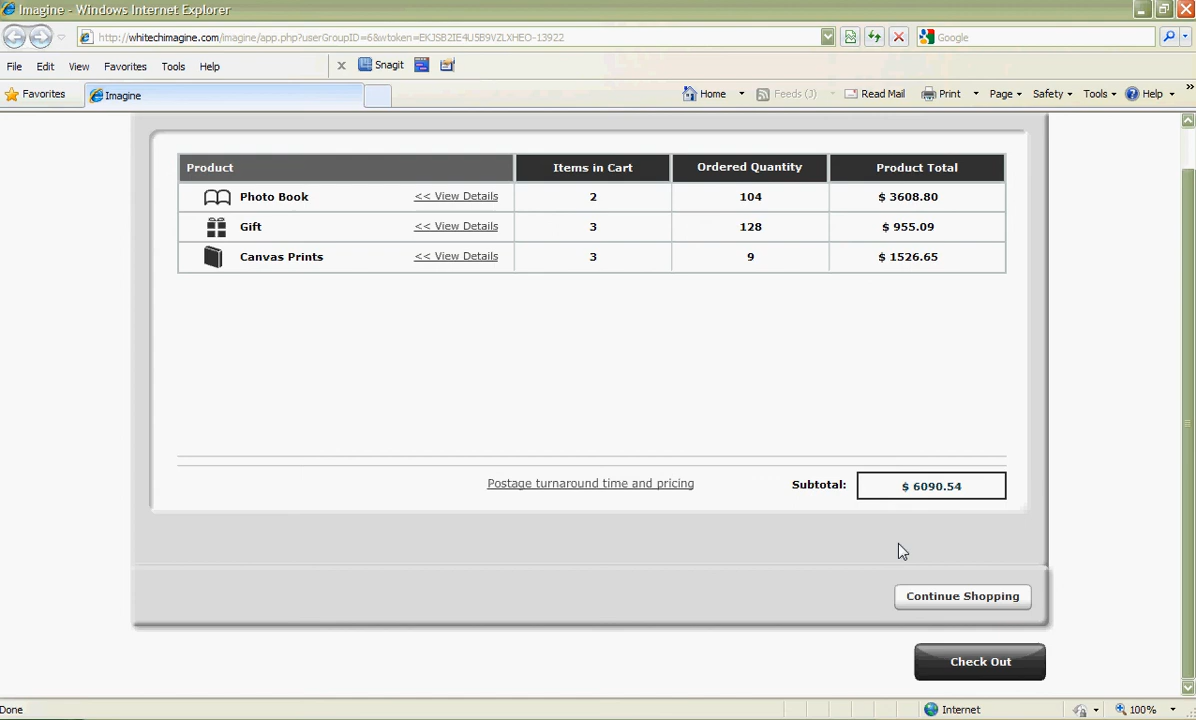 Imagine - Windows Internet Explorer
http://whitechimagine.com/imagine/app.php?userGroupID=6&wtoken=EKJSB2IE4U5B9VZLXHEO-13922
Google
File Edit View Favorites Tools Help x Snagit
Favorites Imagine Home Feeds (J) Read Mail Print Page Safety Tools Help »
Product Items in Cart Ordered Quantity Product Total
Photo Book << View Details 2 104 $ 3608.80
Gift << View Details 3 128 $ 955.09
Canvas Prints << View Details 3 9 $ 1526.65
Postage turnaround time and pricing Subtotal: $ 6090.54
Continue Shopping
Check Out
Done Internet 100%